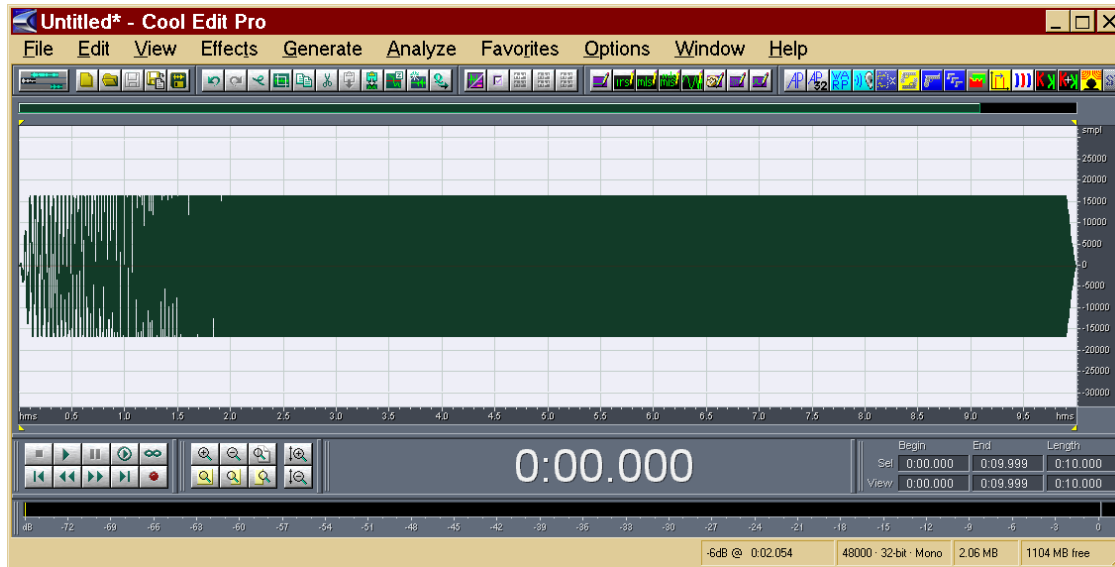 Untitled* - Cool Edit Pro
File Edit View Effects Generate Analyze Favorites Options Window Help
smpl
25000
20000
15000
10000
5000
0
-5000
-10000
-15000
-20000
-25000
-30000
hms 0.5 1.0 1.5 2.0 2.5 3.0 3.5 4.0 4.5 5.0 5.5 6.0 6.5 7.0 7.5 8.0 8.5 9.0 9.5 hms
0:00.000
Begin End Length
Sel 0:00.000 0:09.999 0:10.000
View 0:00.000 0:09.999 0:10.000
dB -72 -69 -66 -63 -60 -57 -54 -51 -48 -45 -42 -39 -36 -33 -30 -27 -24 -21 -18 -15 -12 -9 -6 -3 0
-6dB @ 0:02.054 48000 · 32-bit · Mono 2.06 MB 1104 MB free